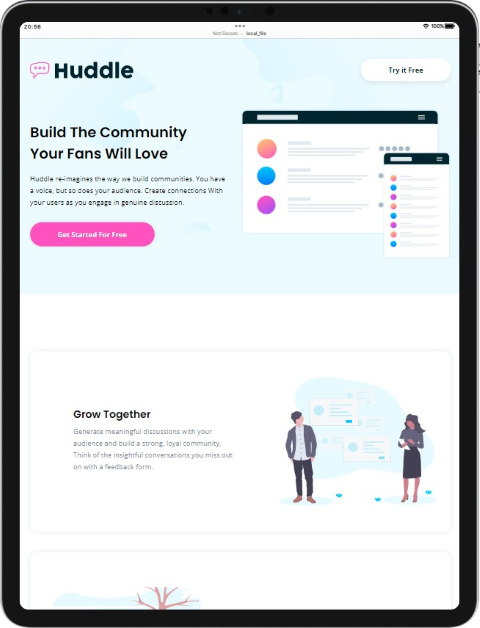 20:56
100%
Not Secure — local_file
Huddle
Try it Free
Build The Community
Your Fans Will Love
Huddle re-imagines the way we build communities. You have
a voice, but so does your audience. Create connections With
your users as you engage in genuine discussion.
Get Started For Free
Grow Together
Generate meaningful discussions with your
audience and build a strong, loyal community,
Think of the insightful conversations you miss out
on with a feedback form.